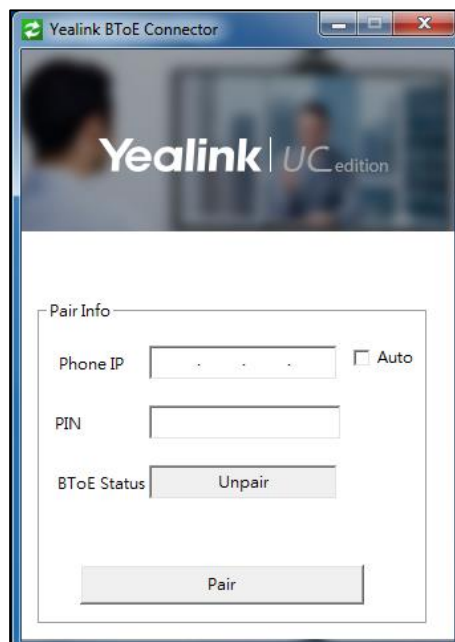 Yealink BToE Connector
Yealink | UC edition
Pair Info
Phone IP . . . Auto
PIN
BToE Status Unpair
Pair